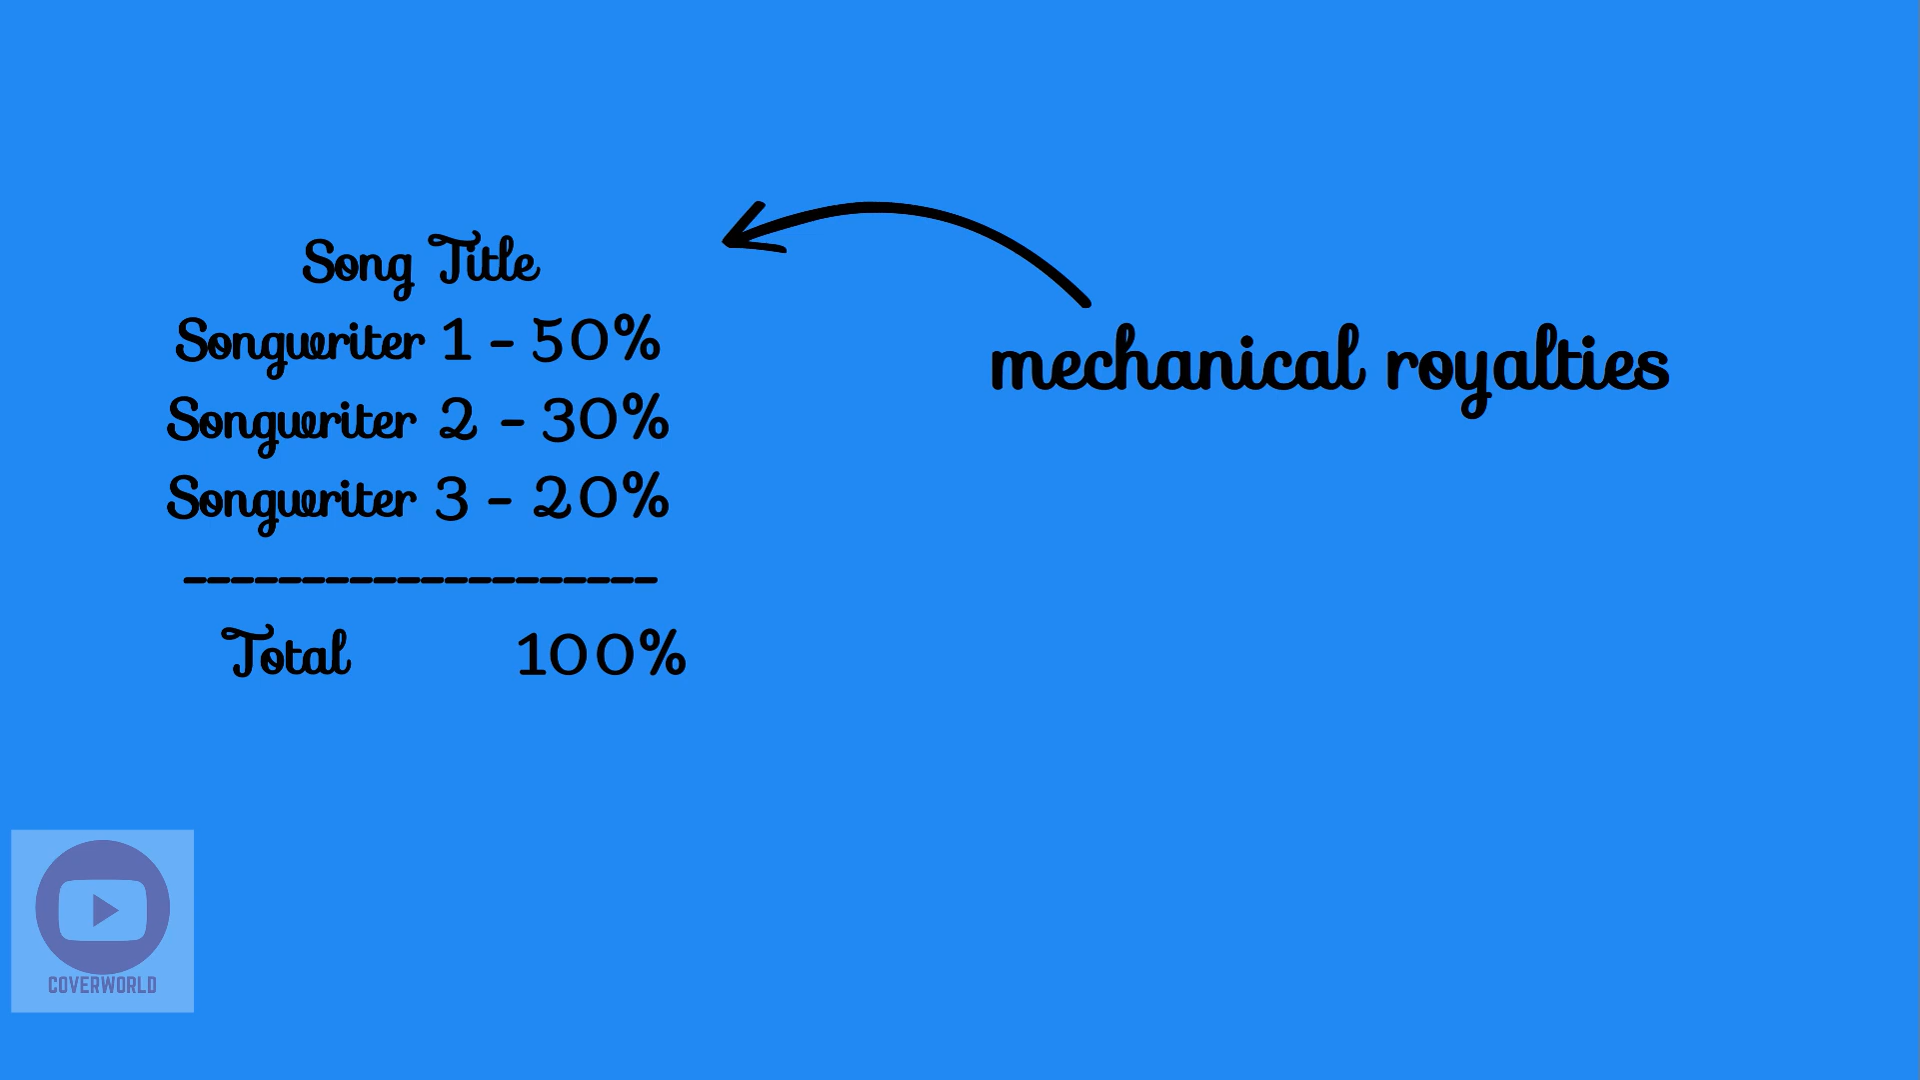 Song Title
Songwriter 1 - 50%
Songwriter 2 - 30%
Songwriter 3 - 20%
--------------------
Total 100%
mechanical royalties
COVERWORLD